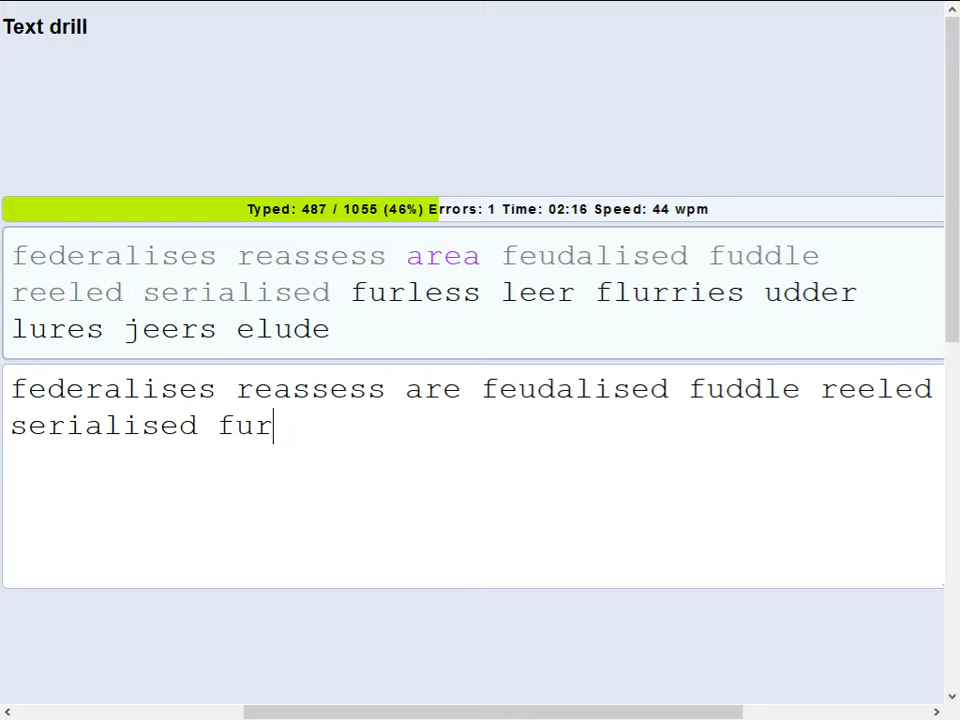 Text drill
Typed: 487 / 1055 (46%) Errors: 1 Time: 02:16 Speed: 44 wpm
federalises reassess area feudalised fuddle
reeled serialised furless leer flurries udder
lures jeers elude
federalises reassess are feudalised fuddle reeled
serialised fur